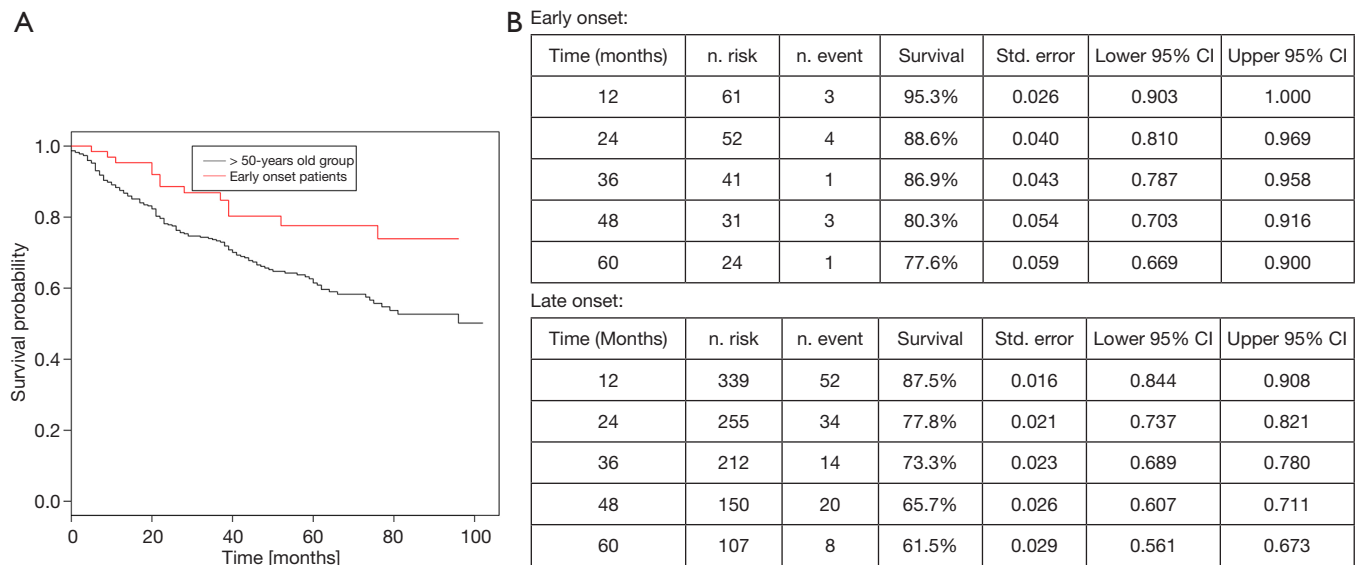 A
1.0
0.8
0.6
0.4
0.2
0.0
Survival probability
> 50-years old group
Early onset patients
0 20 40 60 80 100
Time [months]
B
Early onset:
Time (months) n. risk n. event Survival Std. error Lower 95% CI Upper 95% CI
12 61 3 95.3% 0.026 0.903 1.000
24 52 4 88.6% 0.040 0.810 0.969
36 41 1 86.9% 0.043 0.787 0.958
48 31 3 80.3% 0.054 0.703 0.916
60 24 1 77.6% 0.059 0.669 0.900
Late onset:
Time (Months) n. risk n. event Survival Std. error Lower 95% CI Upper 95% CI
12 339 52 87.5% 0.016 0.844 0.908
24 255 34 77.8% 0.021 0.737 0.821
36 212 14 73.3% 0.023 0.689 0.780
48 150 20 65.7% 0.026 0.607 0.711
60 107 8 61.5% 0.029 0.561 0.673